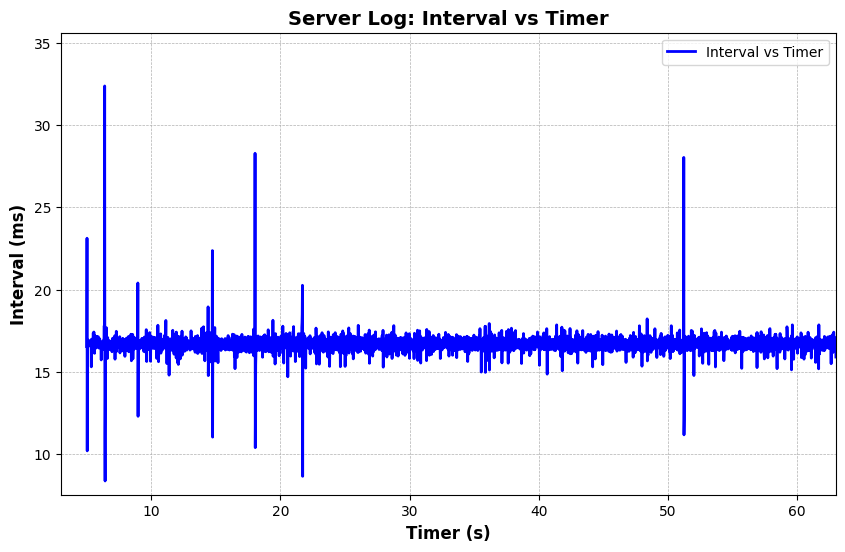 Server Log: Interval vs Timer
Interval vs Timer
35
30
25
20
15
10
Interval (ms)
10 20 30 40 50 60
Timer (s)